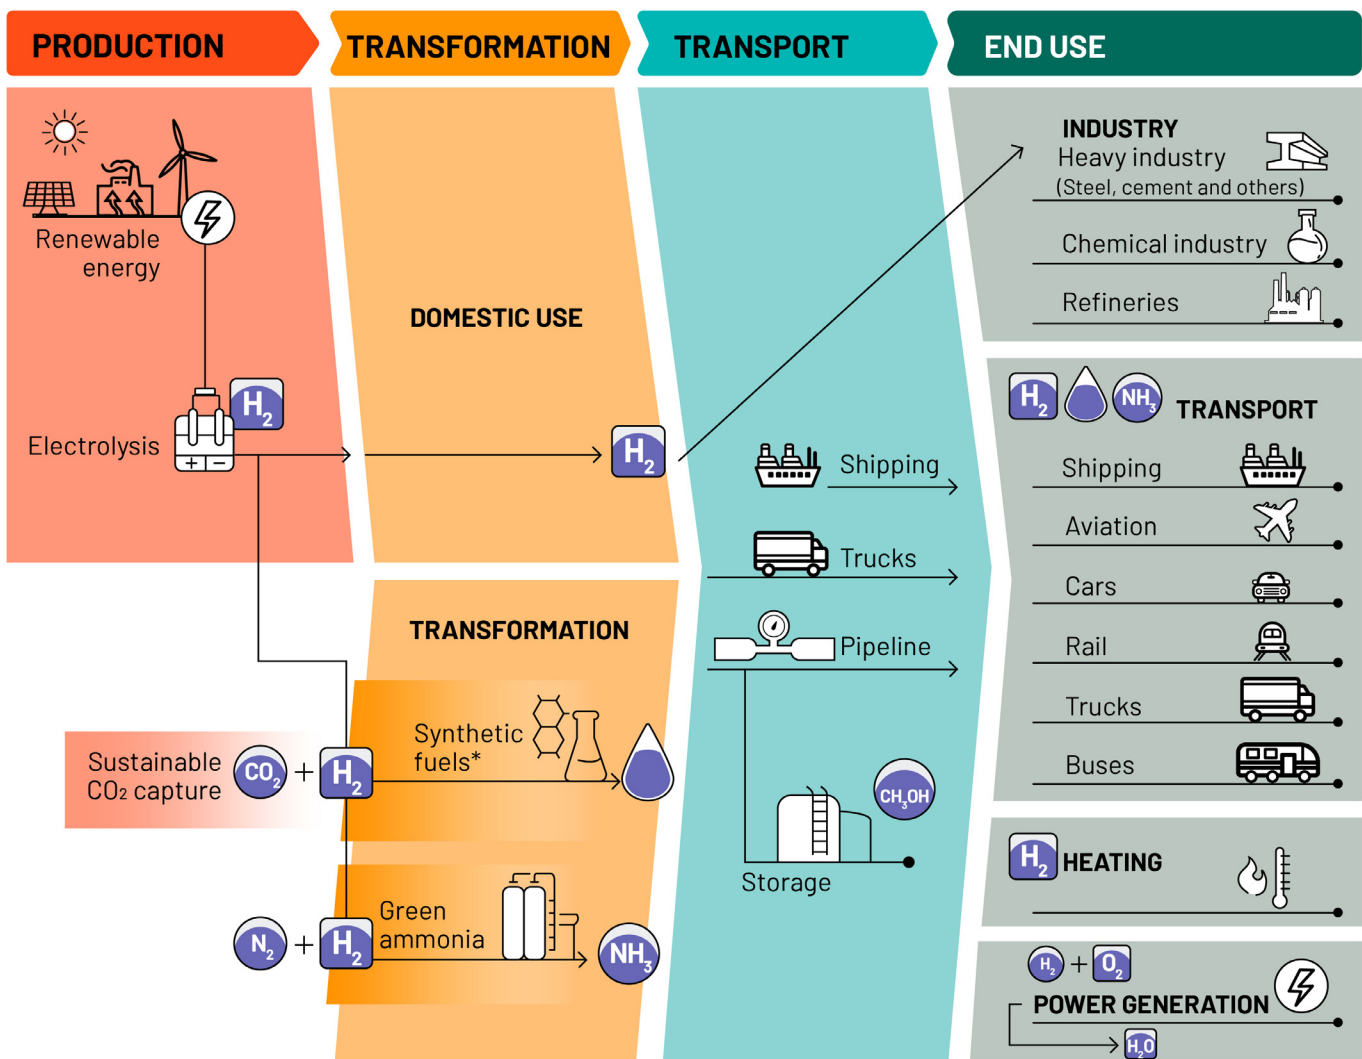 PRODUCTION
TRANSFORMATION
TRANSPORT
END USE
Renewable
energy
Electrolysis
H₂
+ −
DOMESTIC USE
H₂
TRANSFORMATION
Sustainable
CO₂ capture
CO₂ + H₂
Synthetic
fuels*
N₂ + H₂
Green
ammonia
NH₃
Shipping
Trucks
Pipeline
CH₃OH
Storage
INDUSTRY
Heavy industry
(Steel, cement and others)
Chemical industry
Refineries
H₂ NH₃ TRANSPORT
Shipping
Aviation
Cars
Rail
Trucks
Buses
H₂ HEATING
H₂ + O₂
POWER GENERATION
H₂O